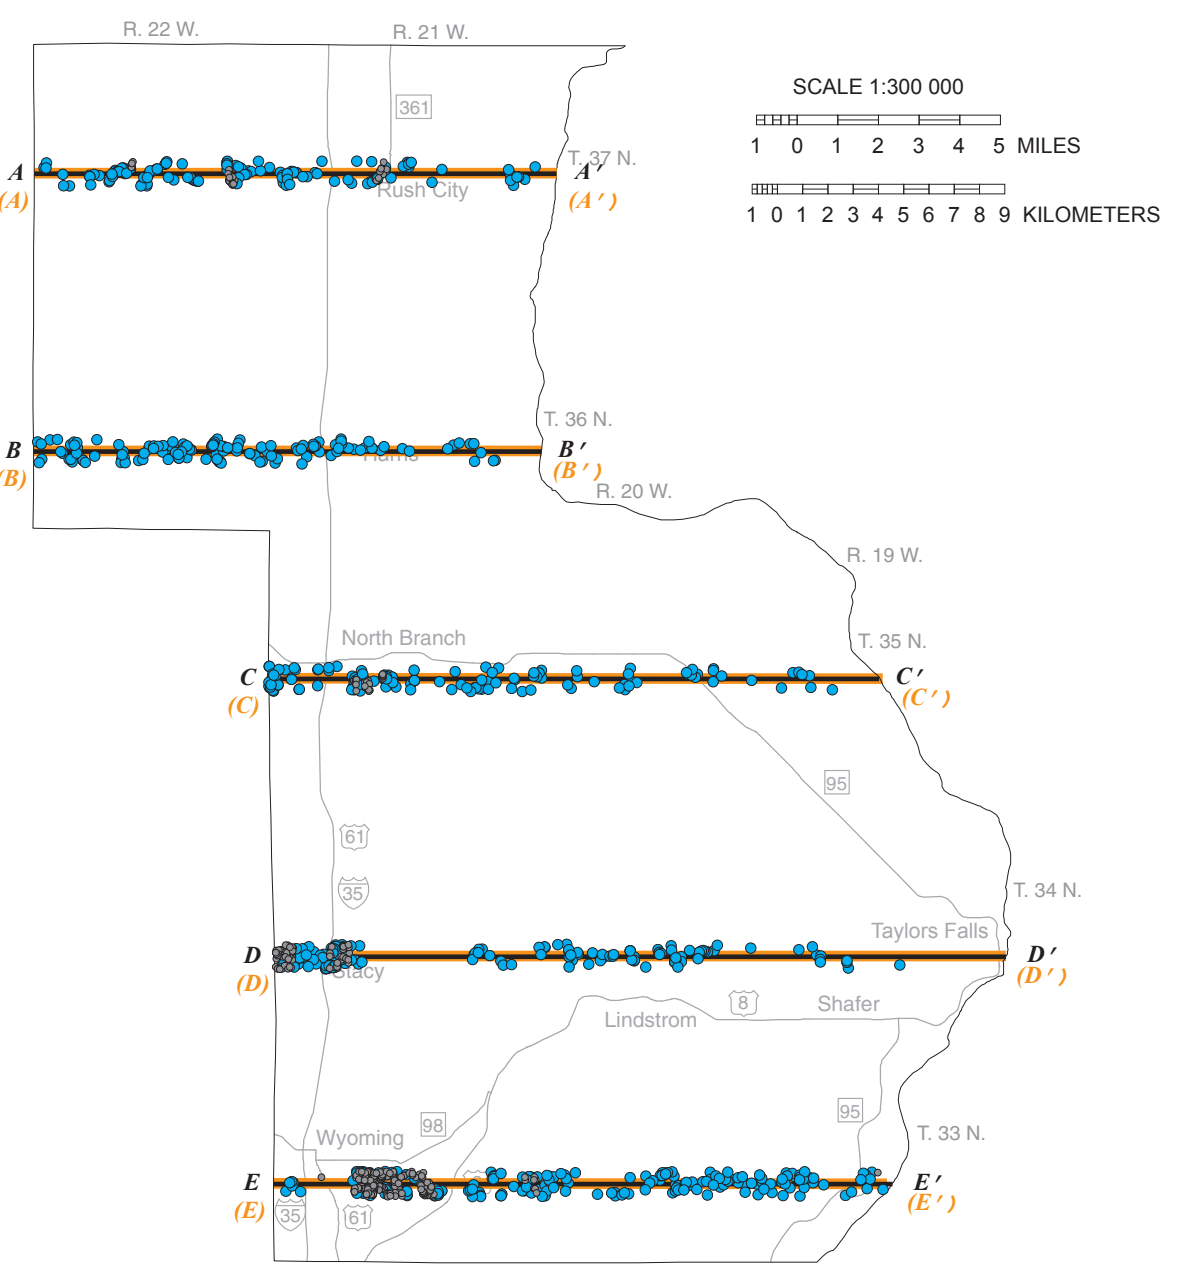 R. 22 W.
R. 21 W.
361
SCALE 1:300 000
1 0 1 2 3 4 5 MILES
1 0 1 2 3 4 5 6 7 8 9 KILOMETERS
T. 37 N.
A
A′
(A)
(A′)
Rush City
T. 36 N.
B
B′
(B)
(B′)
Harris
R. 20 W.
R. 19 W.
North Branch
T. 35 N.
C
C′
(C)
(C′)
95
61
35
T. 34 N.
Taylors Falls
D
D′
(D)
(D′)
Stacy
8
Shafer
Lindstrom
98
95
Wyoming
T. 33 N.
E
E′
(E)
(E′)
35
61